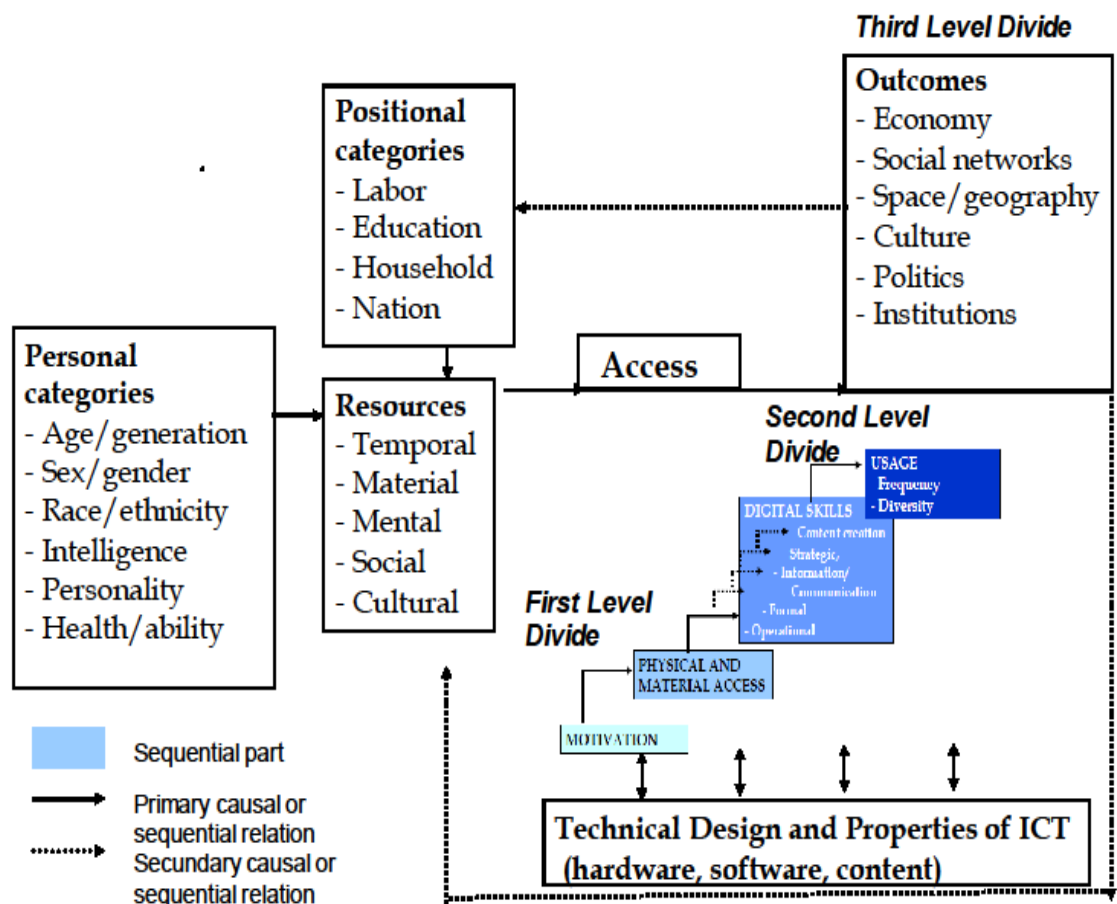 Third Level Divide
Positional
categories
- Labor
- Education
- Household
- Nation
Outcomes
- Economy
- Social networks
- Space/geography
- Culture
- Politics
- Institutions
Personal
categories
- Age/generation
- Sex/gender
- Race/ethnicity
- Intelligence
- Personality
- Health/ability
Resources
- Temporal
- Material
- Mental
- Social
- Cultural
Access
Second Level
Divide
USAGE
Frequency
- Diversity
DIGITAL SKILLS
Content creation
Strategic,
- Information/
Communication
- Formal
- Operational
First Level
Divide
PHYSICAL AND
MATERIAL ACCESS
MOTIVATION
Sequential part
Primary causal or
sequential relation
Secundary causal or
sequential relation
Technical Design and Properties of ICT
(hardware, software, content)